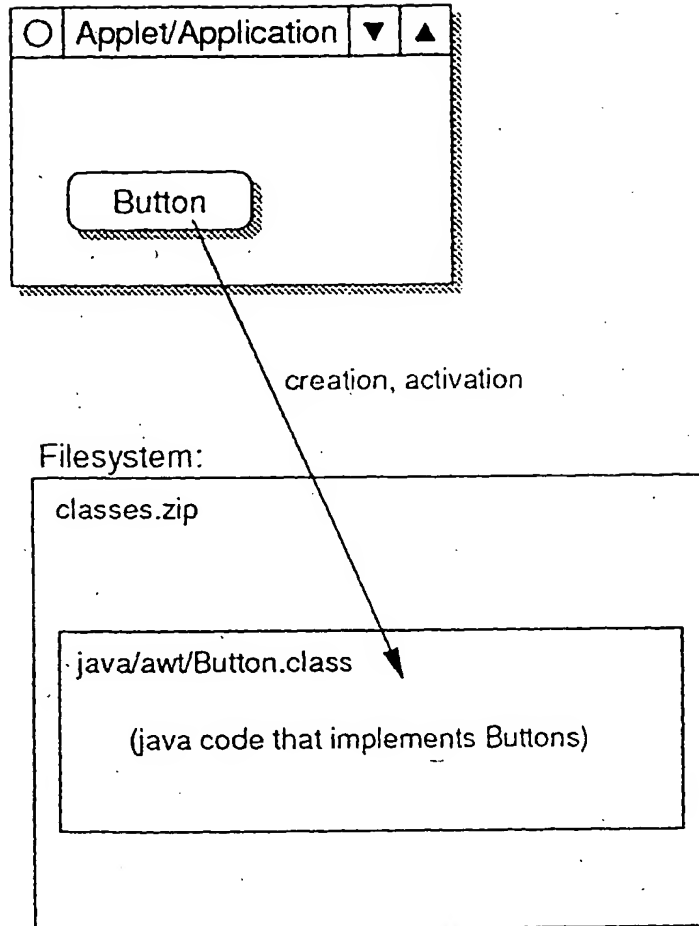 Applet/Application
Button
creation, activation
Filesystem:
classes.zip
java/awt/Button.class
(java code that implements Buttons)